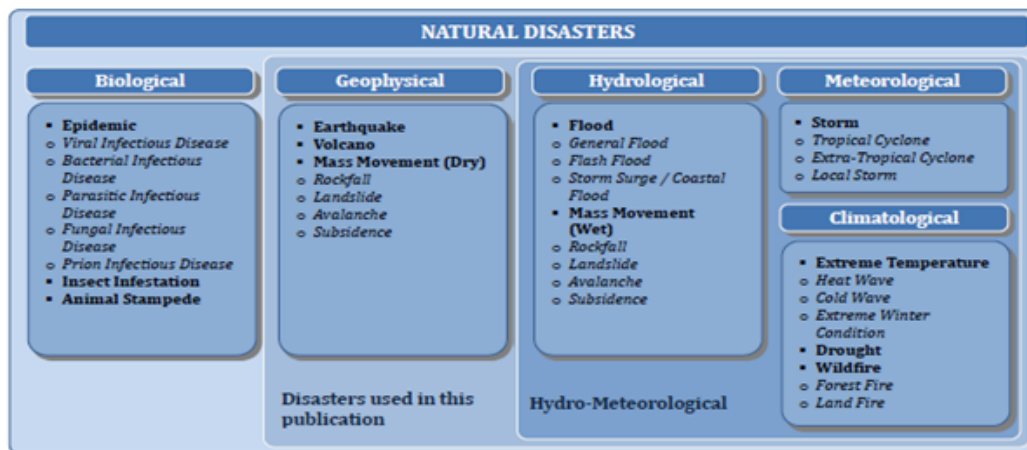 NATURAL DISASTERS
Biological
▪ Epidemic
o Viral Infectious Disease
o Bacterial Infectious
Disease
o Parasitic Infectious
Disease
o Fungal Infectious
Disease
o Prion Infectious Disease
▪ Insect Infestation
▪ Animal Stampede
Geophysical
▪ Earthquake
▪ Volcano
▪ Mass Movement (Dry)
o Rockfall
o Landslide
o Avalanche
o Subsidence
Disasters used in this
publication
Hydrological
▪ Flood
o General Flood
o Flash Flood
o Storm Surge / Coastal
Flood
▪ Mass Movement
(Wet)
o Rockfall
o Landslide
o Avalanche
o Subsidence
Hydro-Meteorological
Meteorological
▪ Storm
o Tropical Cyclone
o Extra-Tropical Cyclone
o Local Storm
Climatological
▪ Extreme Temperature
o Heat Wave
o Cold Wave
o Extreme Winter
Condition
▪ Drought
▪ Wildfire
o Forest Fire
o Land Fire